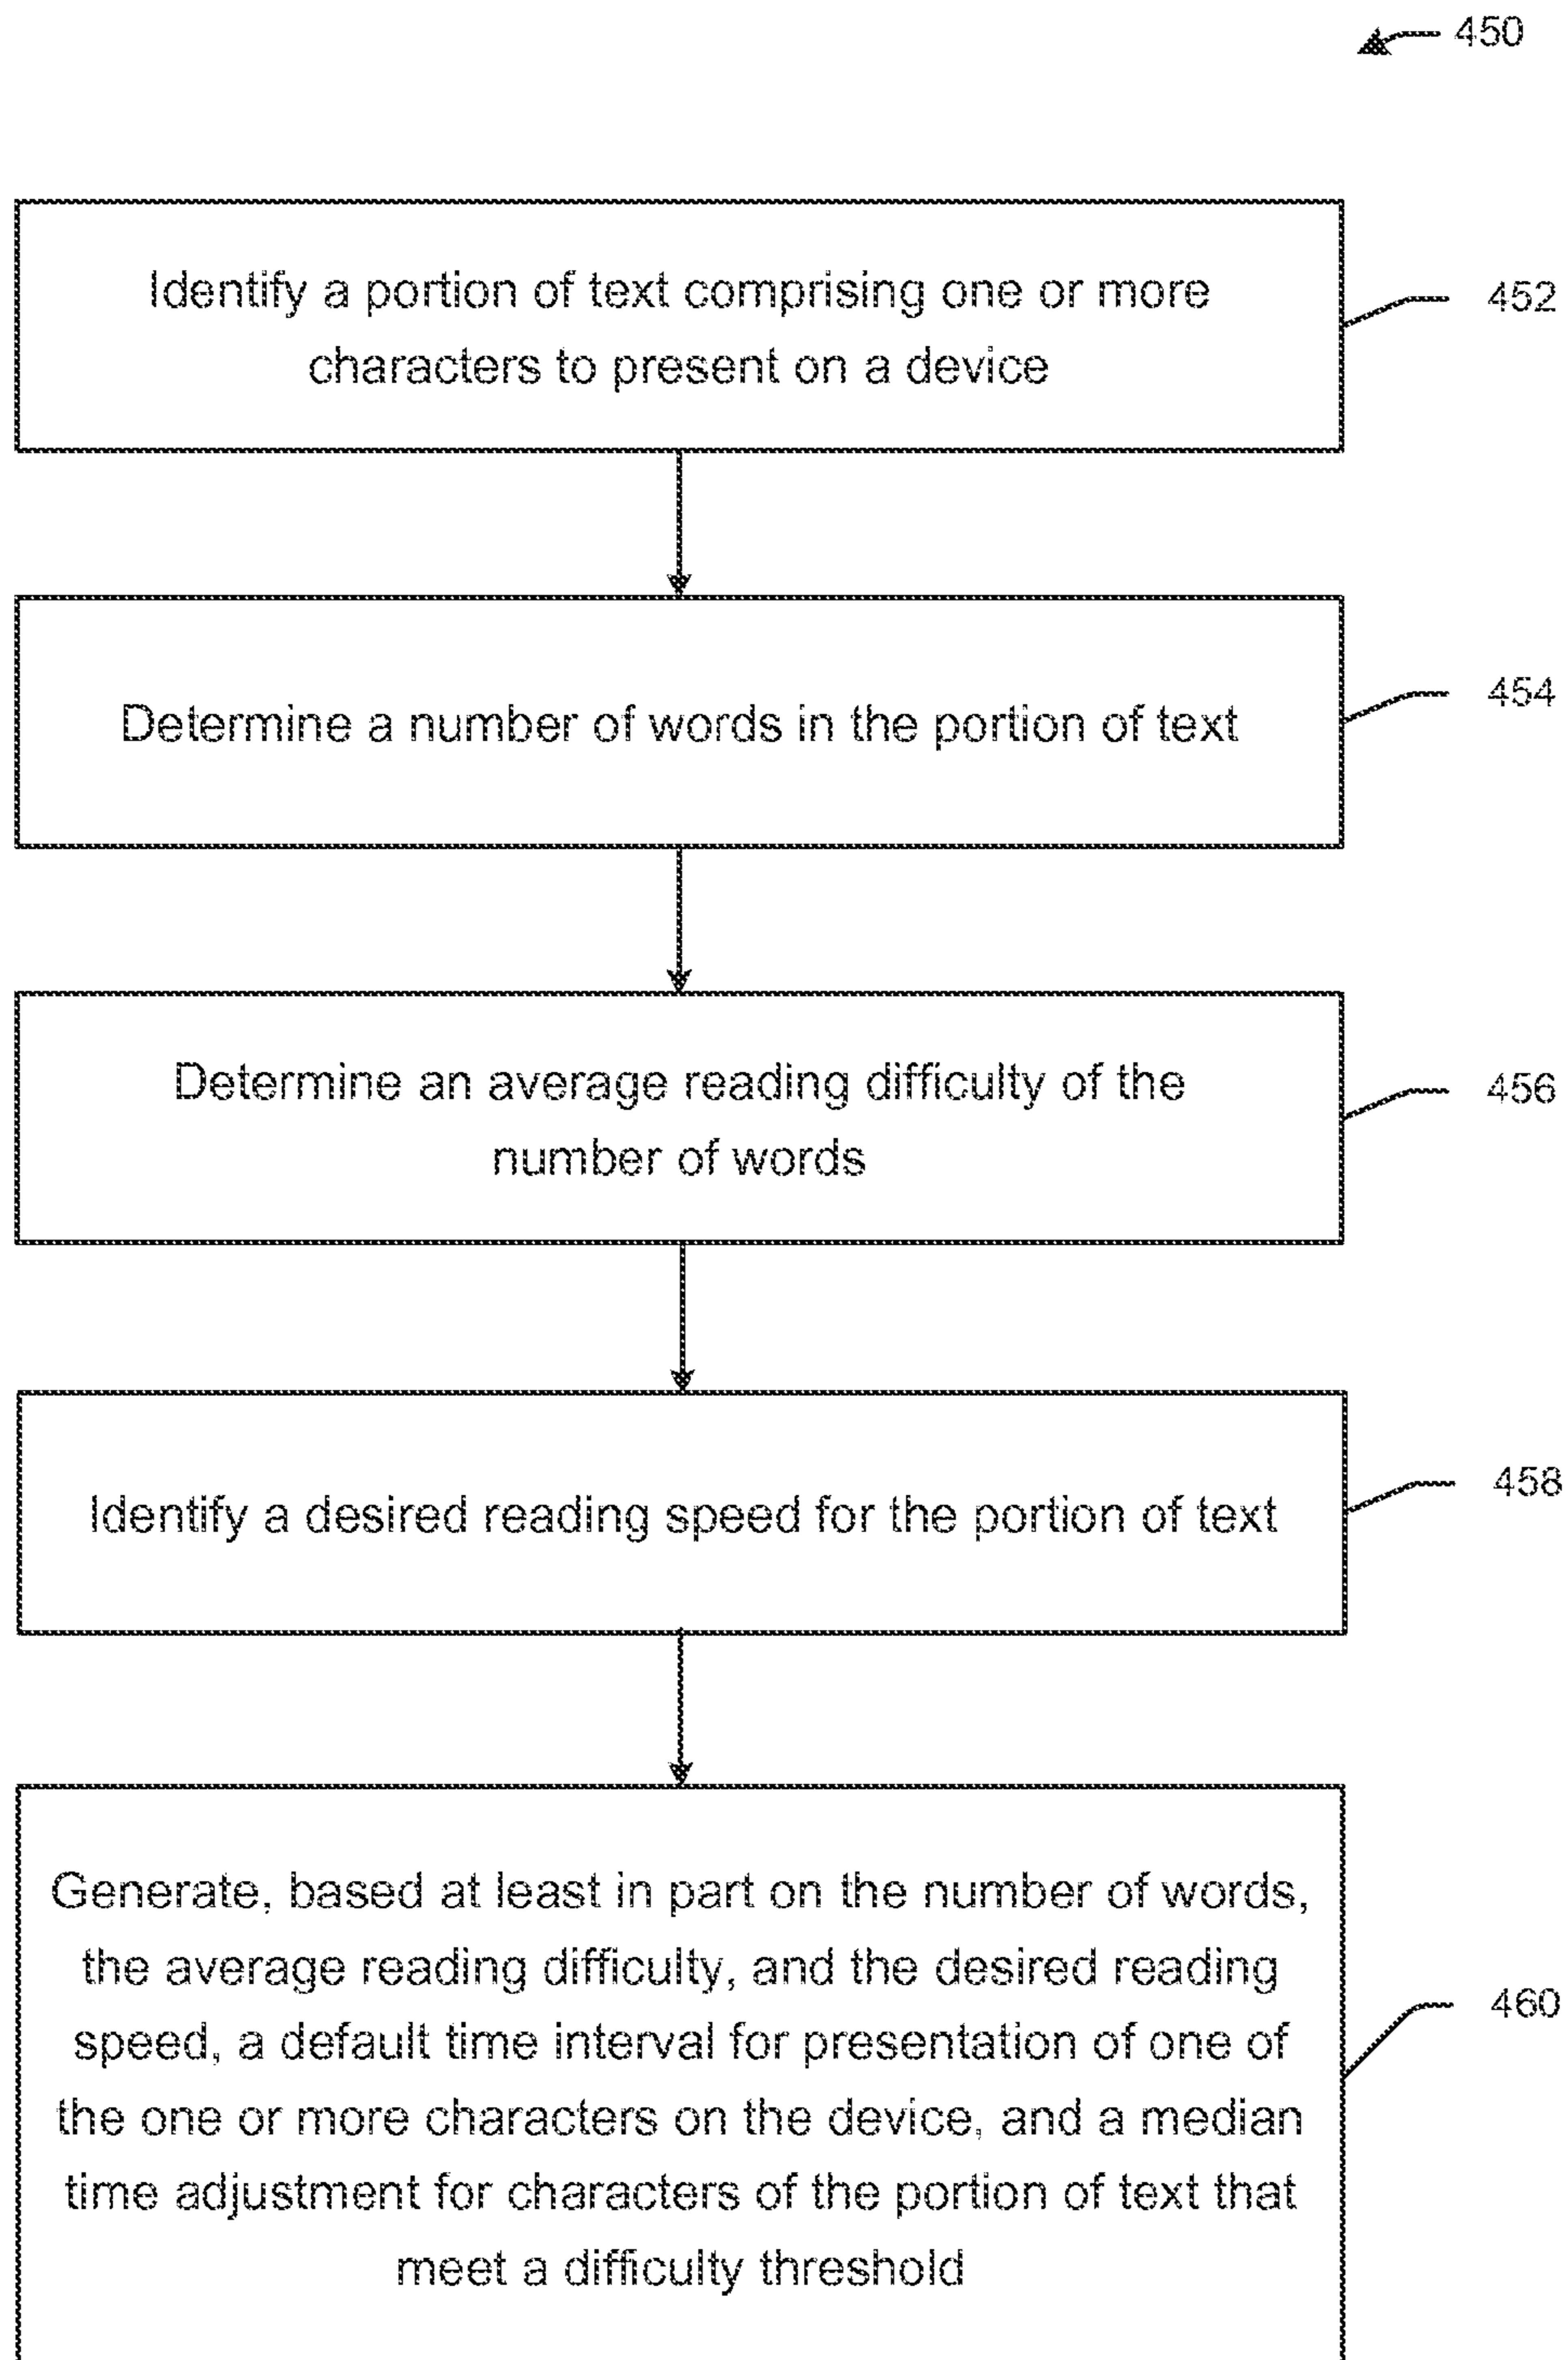 450
Identify a portion of text comprising one or more
characters to present on a device
452
Determine a number of words in the portion of text
454
Determine an average reading difficulty of the
number of words
456
Identify a desired reading speed for the portion of text
458
Generate, based at least in part on the number of words,
the average reading difficulty, and the desired reading
speed, a default time interval for presentation of one of
the one or more characters on the device, and a median
time adjustment for characters of the portion of text that
meet a difficulty threshold
460